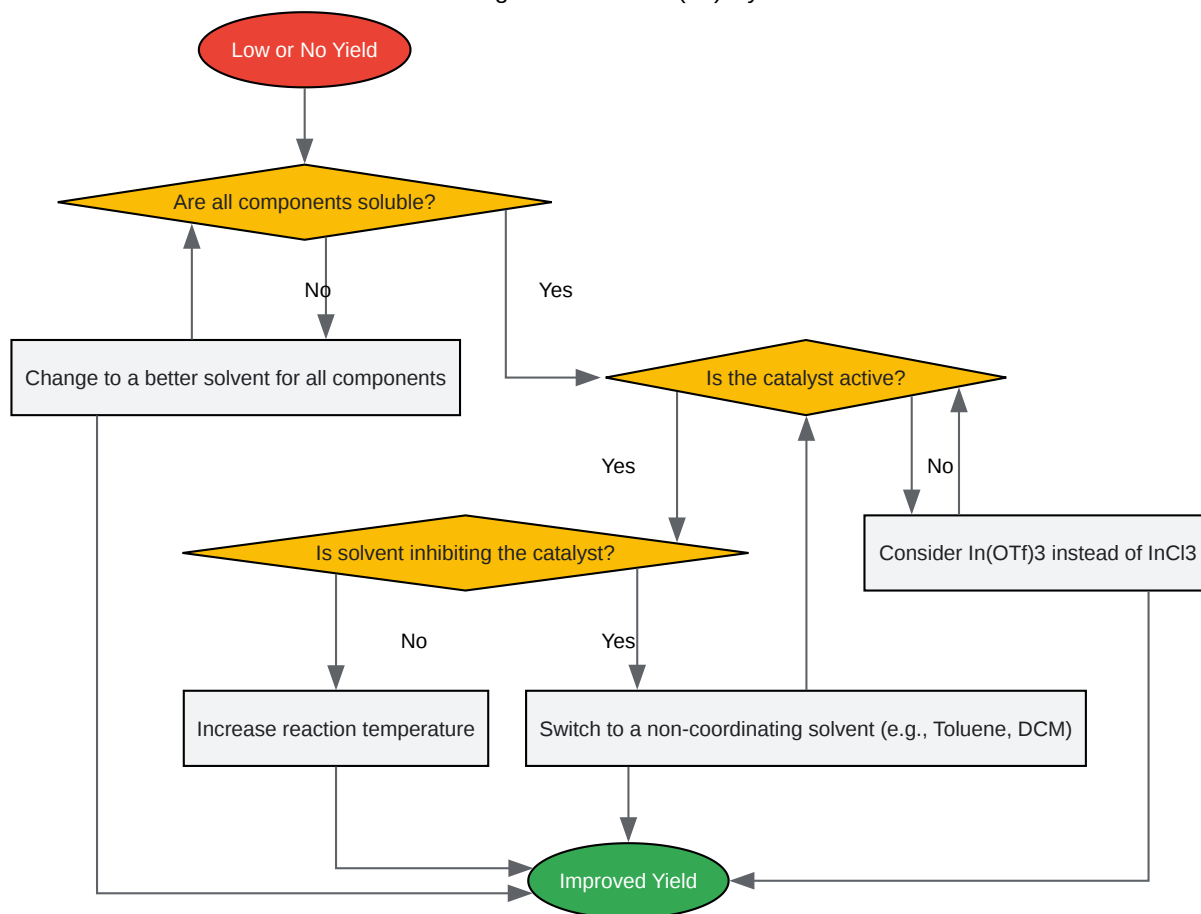 Low or No Yield
Are all components soluble?
No
Yes
Change to a better solvent for all components
Is the catalyst active?
Yes
No
Is solvent inhibiting the catalyst?
Consider In(OTf)3 instead of InCl3
No
Yes
Increase reaction temperature
Switch to a non-coordinating solvent (e.g., Toluene, DCM)
Improved Yield